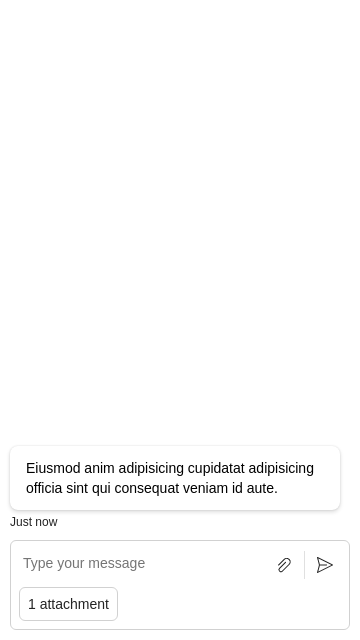 Eiusmod anim adipisicing cupidatat adipisicing
officia sint qui consequat veniam id aute.
Just now
Type your message
1 attachment